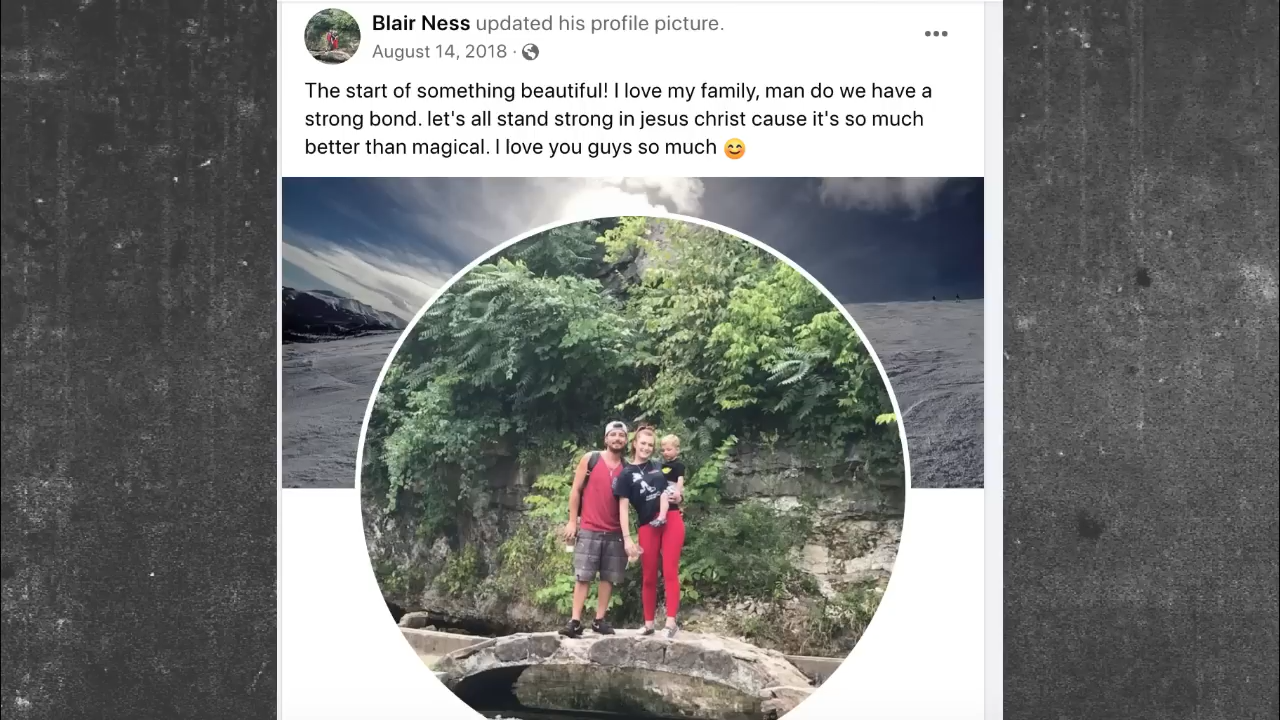 Blair Ness updated his profile picture.
August 14, 2018 ·
The start of something beautiful! I love my family, man do we have a
strong bond. let's all stand strong in jesus christ cause it's so much
better than magical. I love you guys so much 😊